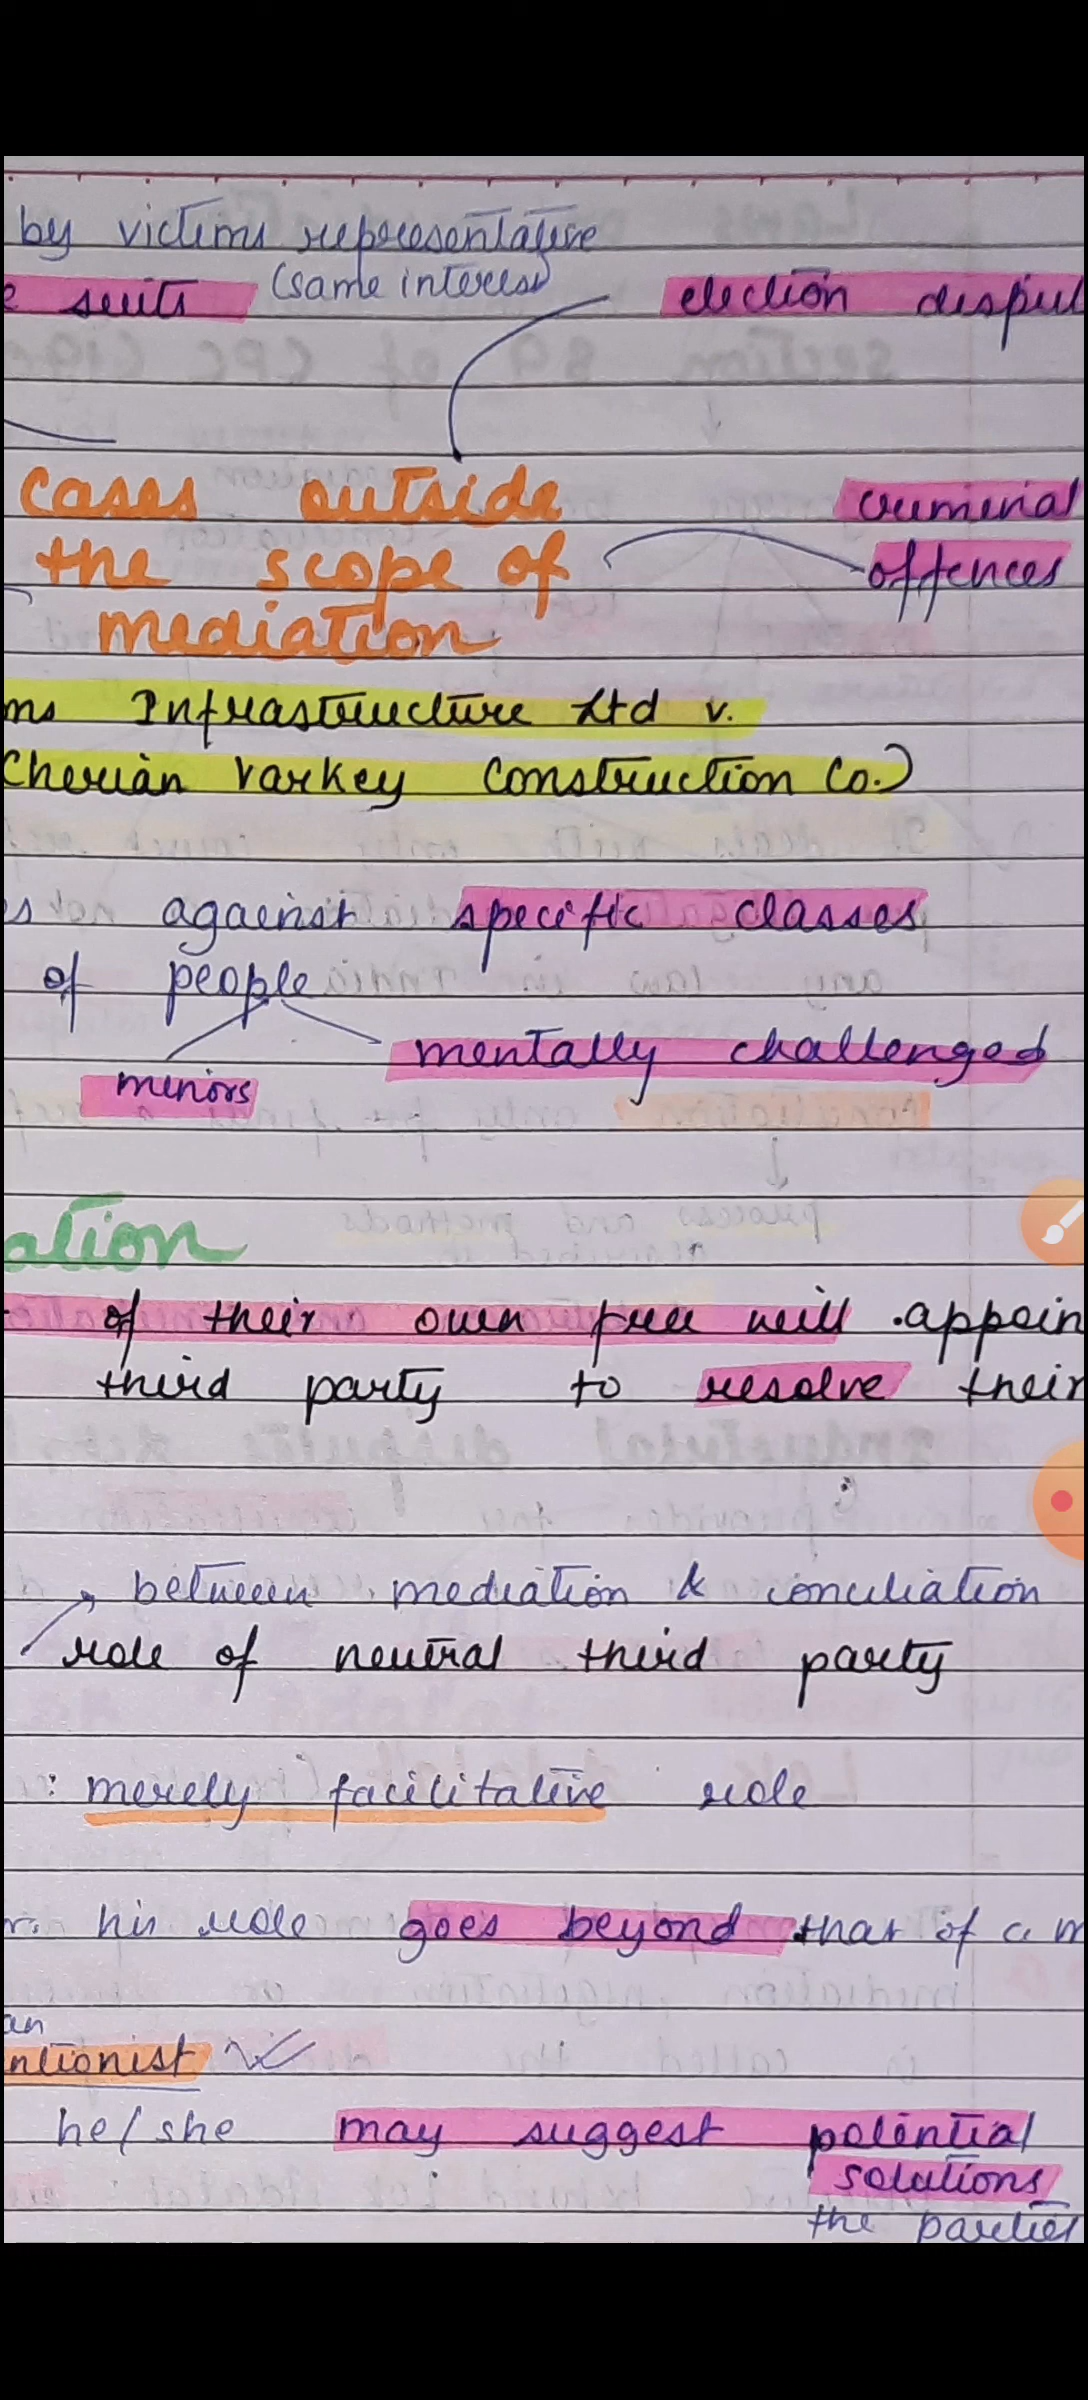 by victims representative
e suits (same interest) election disput
cases outside
the scope of
mediation
criminal
offences
ms Infrastructure Ltd v.
Cherian Varkey Construction Co.)
es against specific classes
of people
minors mentally challenged
ation
of their own free will appoin
third party to resolve their
between mediation & conciliation
role of neutral third party
: merely facilitative role
r: his role goes beyond that of a m
an
ntionist
he/she may suggest potential
solutions
the parties